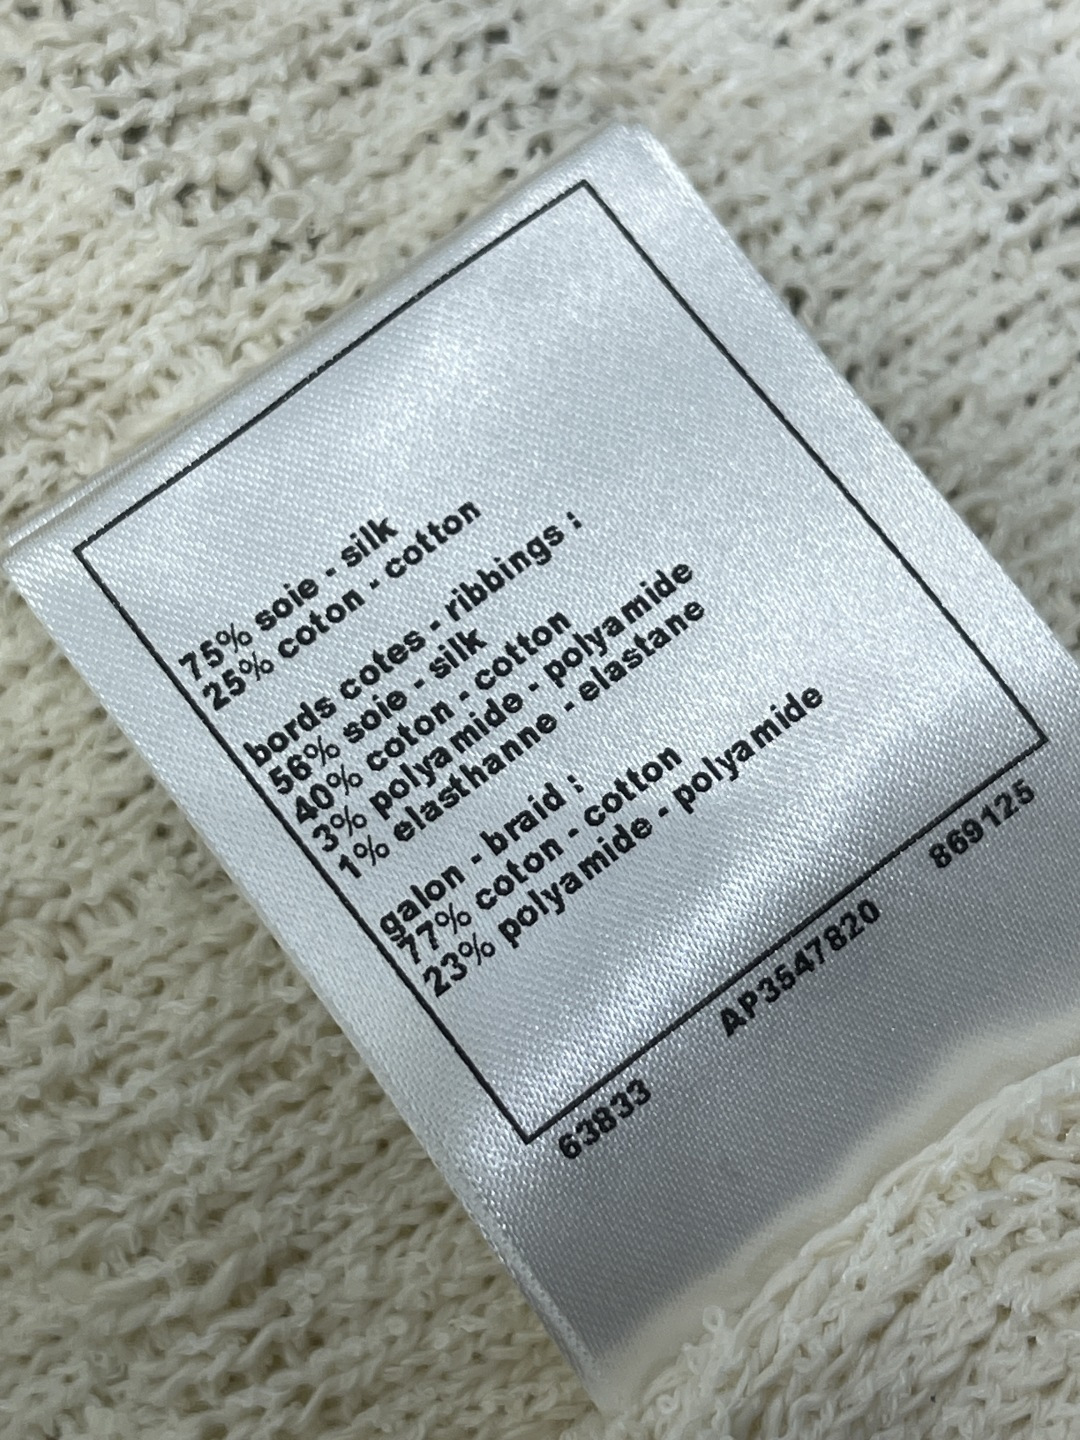 75% soie - silk
25% coton - cotton
bords cotes - ribbings :
56% soie - silk
40% coton - cotton
3% polyamide - polyamide
1% elasthanne - elastane
galon - braid :
77% coton - cotton
23% polyamide - polyamide
63833 AP3547820 869125